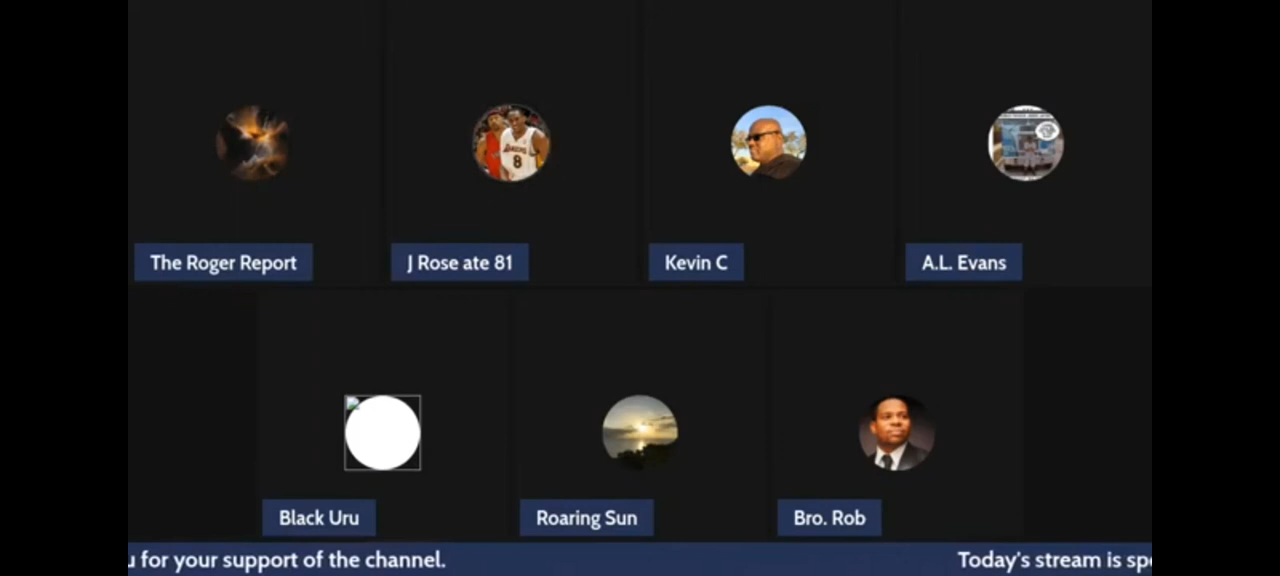 The Roger Report
J Rose ate 81
Kevin C
A.L. Evans
Black Uru
Roaring Sun
Bro. Rob
for your support of the channel.
Today's stream is